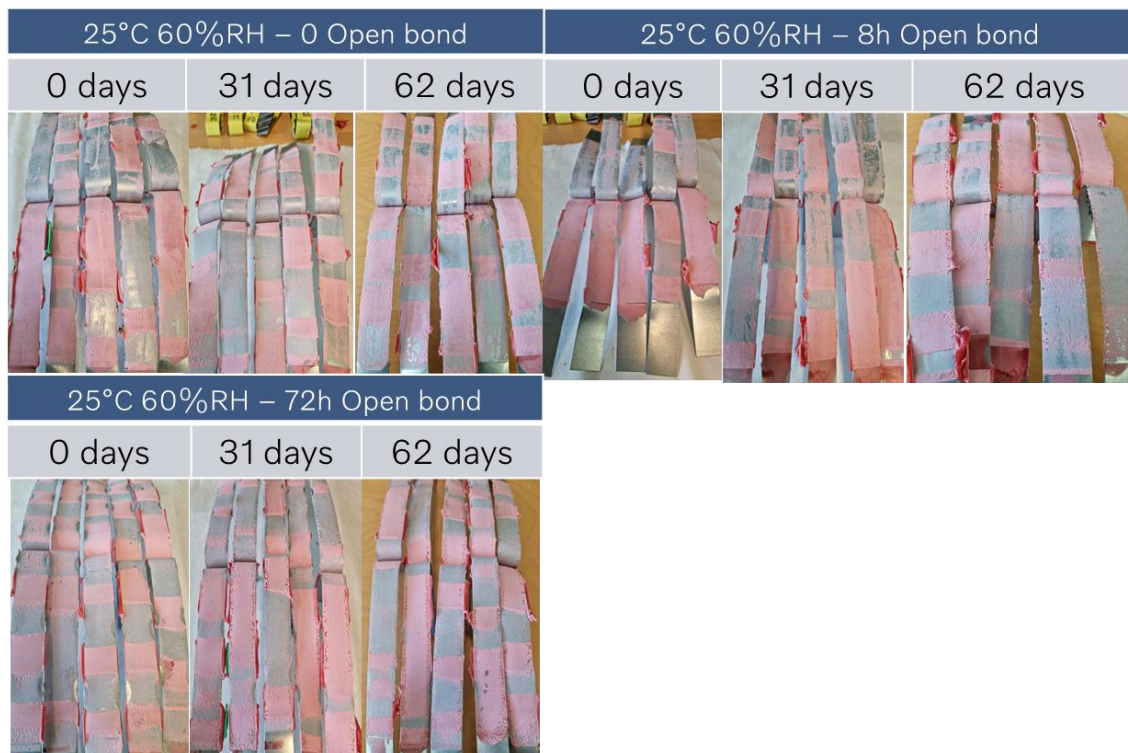 25°C 60%RH – 0 Open bond
25°C 60%RH – 8h Open bond
0 days
31 days
62 days
0 days
31 days
62 days
25°C 60%RH – 72h Open bond
0 days
31 days
62 days